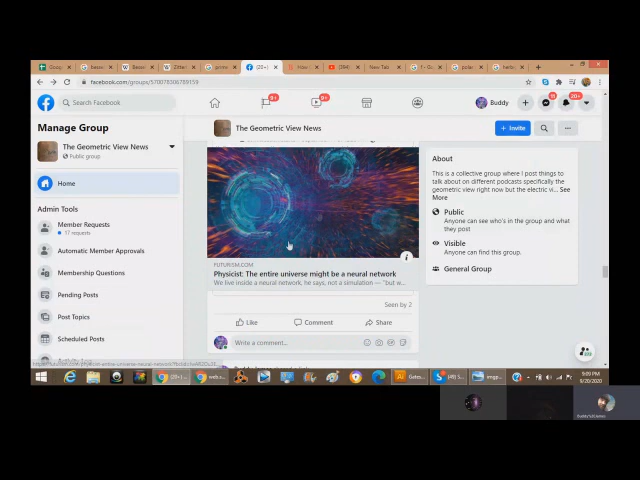 facebook.com/groups/570078306789159
Search Facebook
Buddy
Manage Group
The Geometric View News
Public group
Home
Admin Tools
Member Requests
17 requests
Automatic Member Approvals
Membership Questions
Pending Posts
Post Topics
Scheduled Posts
The Geometric View News
+ Invite
FUTURISM.COM
Physicist: The entire universe might be a neural network
We live inside a neural network, he says, not a simulation — "but w...
Seen by 2
Like
Comment
Share
Write a comment...
About
This is a collective group where I post things to
talk about on different podcasts specifically the
geometric view right now but the electric vi... See
More
Public
Anyone can see who's in the group and what
they post
Visible
Anyone can find this group.
General Group
9:09 PM
9/20/2020